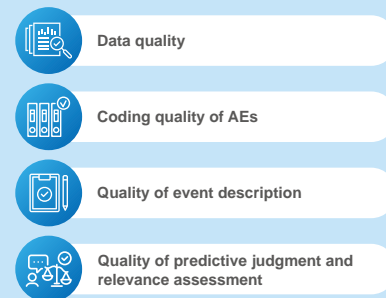 Data quality
Coding quality of AEs
Quality of event description
Quality of predictive judgment and
relevance assessment